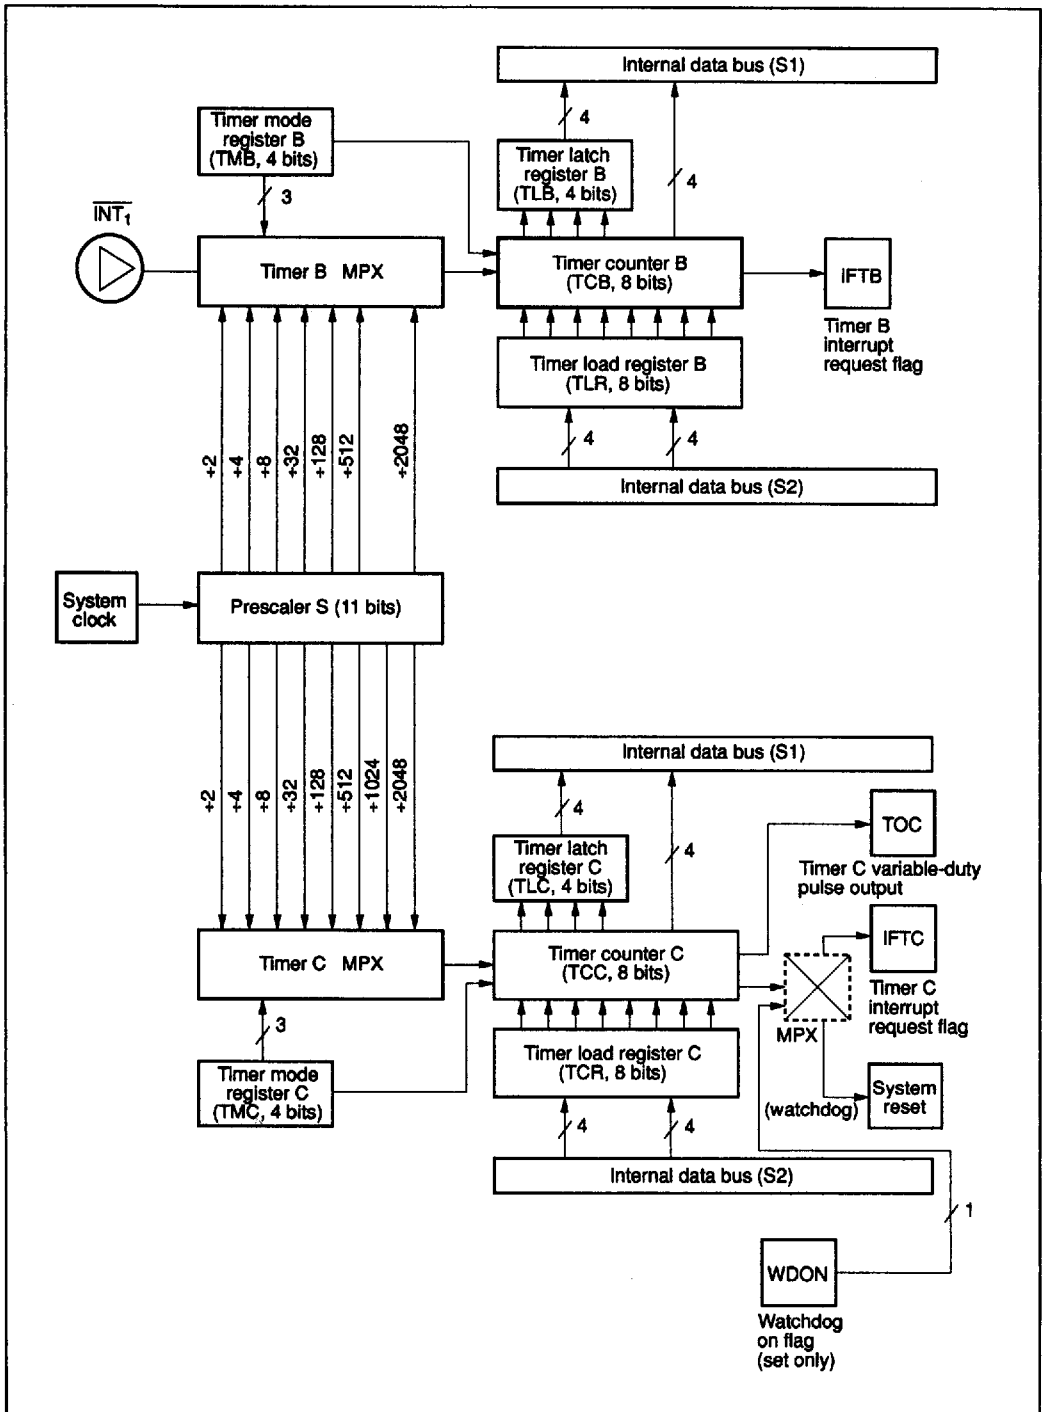 Internal data bus (S1)
Timer mode
register B
(TMB, 4 bits)
4
Timer latch
register B
(TLB, 4 bits)
4
3
INT1
Timer B MPX
Timer counter B
(TCB, 8 bits)
IFTB
Timer B
interrupt
request flag
Timer load register B
(TLR, 8 bits)
÷2
÷4
÷8
÷32
÷128
÷512
÷2048
4
4
Internal data bus (S2)
System
clock
Prescaler S (11 bits)
÷2
÷4
÷8
÷32
÷128
÷512
÷1024
÷2048
Internal data bus (S1)
4
Timer latch
register C
(TLC, 4 bits)
4
TOC
Timer C variable-duty
pulse output
Timer C MPX
Timer counter C
(TCC, 8 bits)
IFTC
Timer C
interrupt
request flag
MPX
3
Timer mode
register C
(TMC, 4 bits)
Timer load register C
(TCR, 8 bits)
(watchdog)
System
reset
4
4
Internal data bus (S2)
1
WDON
Watchdog
on flag
(set only)